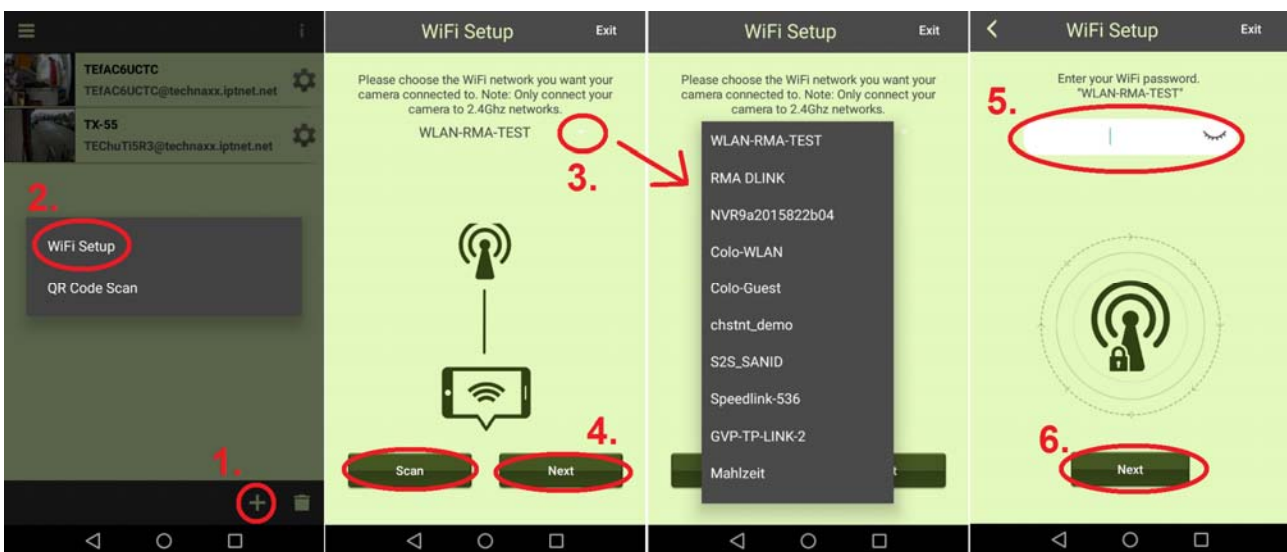 TEfAC6UCTC
TEfAC6UCTC@technaxx.iptnet.net
TX-55
TEChuTi5R3@technaxx.iptnet.net
2.
WiFi Setup
QR Code Scan
1.
WiFi Setup Exit
Please choose the WiFi network you want your
camera connected to. Note: Only connect your
camera to 2.4Ghz networks.
WLAN-RMA-TEST
3.
4.
Scan Next
WiFi Setup Exit
Please choose the WiFi network you want your
camera connected to. Note: Only connect your
camera to 2.4Ghz networks.
WLAN-RMA-TEST
RMA DLINK
NVR9a2015822b04
Colo-WLAN
Colo-Guest
chstnt_demo
S2S_SANID
Speedlink-536
GVP-TP-LINK-2
Mahlzeit
t
WiFi Setup Exit
Enter your WiFi password.
"WLAN-RMA-TEST"
5.
6.
Next